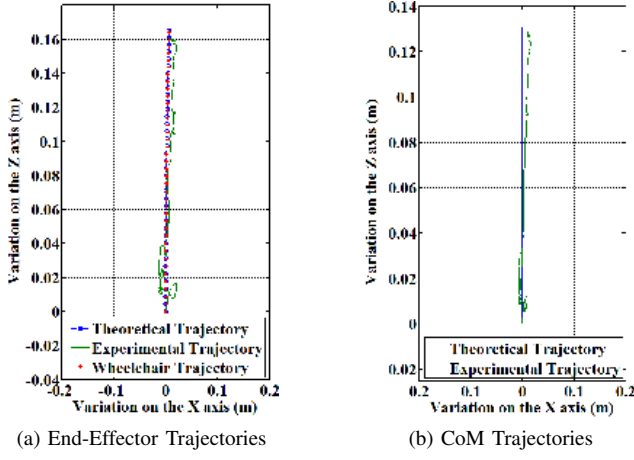 0.16
0.14
0.12
0.1
0.08
0.06
0.04
0.02
0
-0.02
-0.04
-0.2
-0.1
0
0.1
0.2
Variation on the Z axis (m)
Variation on the X axis (m)
Theoretical Trajectory
Experimental Trajectory
Wheelchair Trajectory
(a) End-Effector Trajectories
0.14
0.12
0.1
0.08
0.06
0.04
0.02
0
0.02
0.2
0.1
0
0.1
0.2
Variation on the Z axis (m)
Variation on the X axis (m)
Theoretical Trajectory
Experimental Trajectory
(b) CoM Trajectories